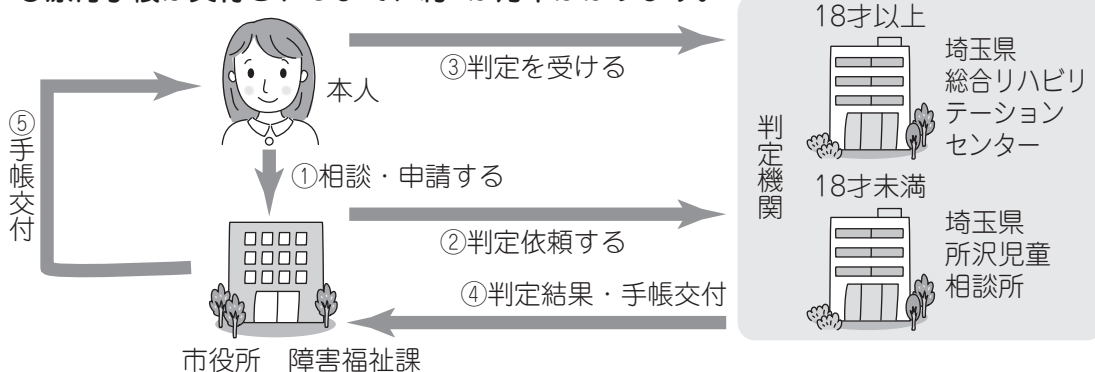 18才以上
埼玉県
総合リハビリ
テーション
センター
③判定を受ける
本人
⑤手帳交付
判定機関
①相談・申請する
18才未満
埼玉県
所沢児童
相談所
②判定依頼する
④判定結果・手帳交付
市役所 障害福祉課